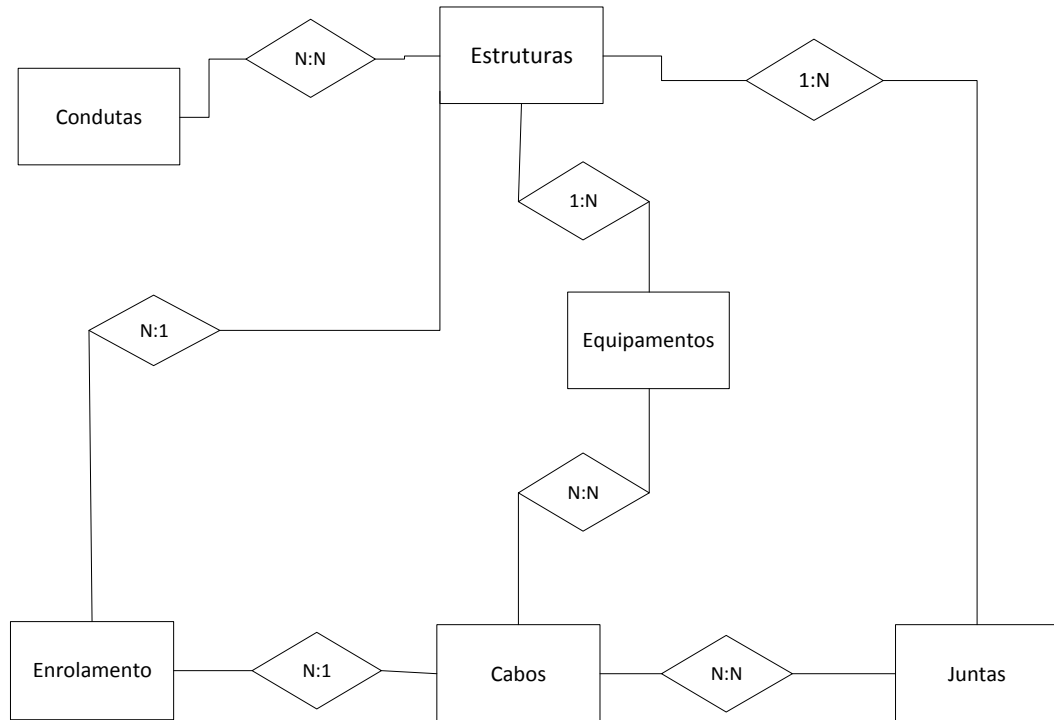 N:N
Estruturas
1:N
Condutas
1:N
N:1
Equipamentos
N:N
Enrolamento
N:1
Cabos
N:N
Juntas